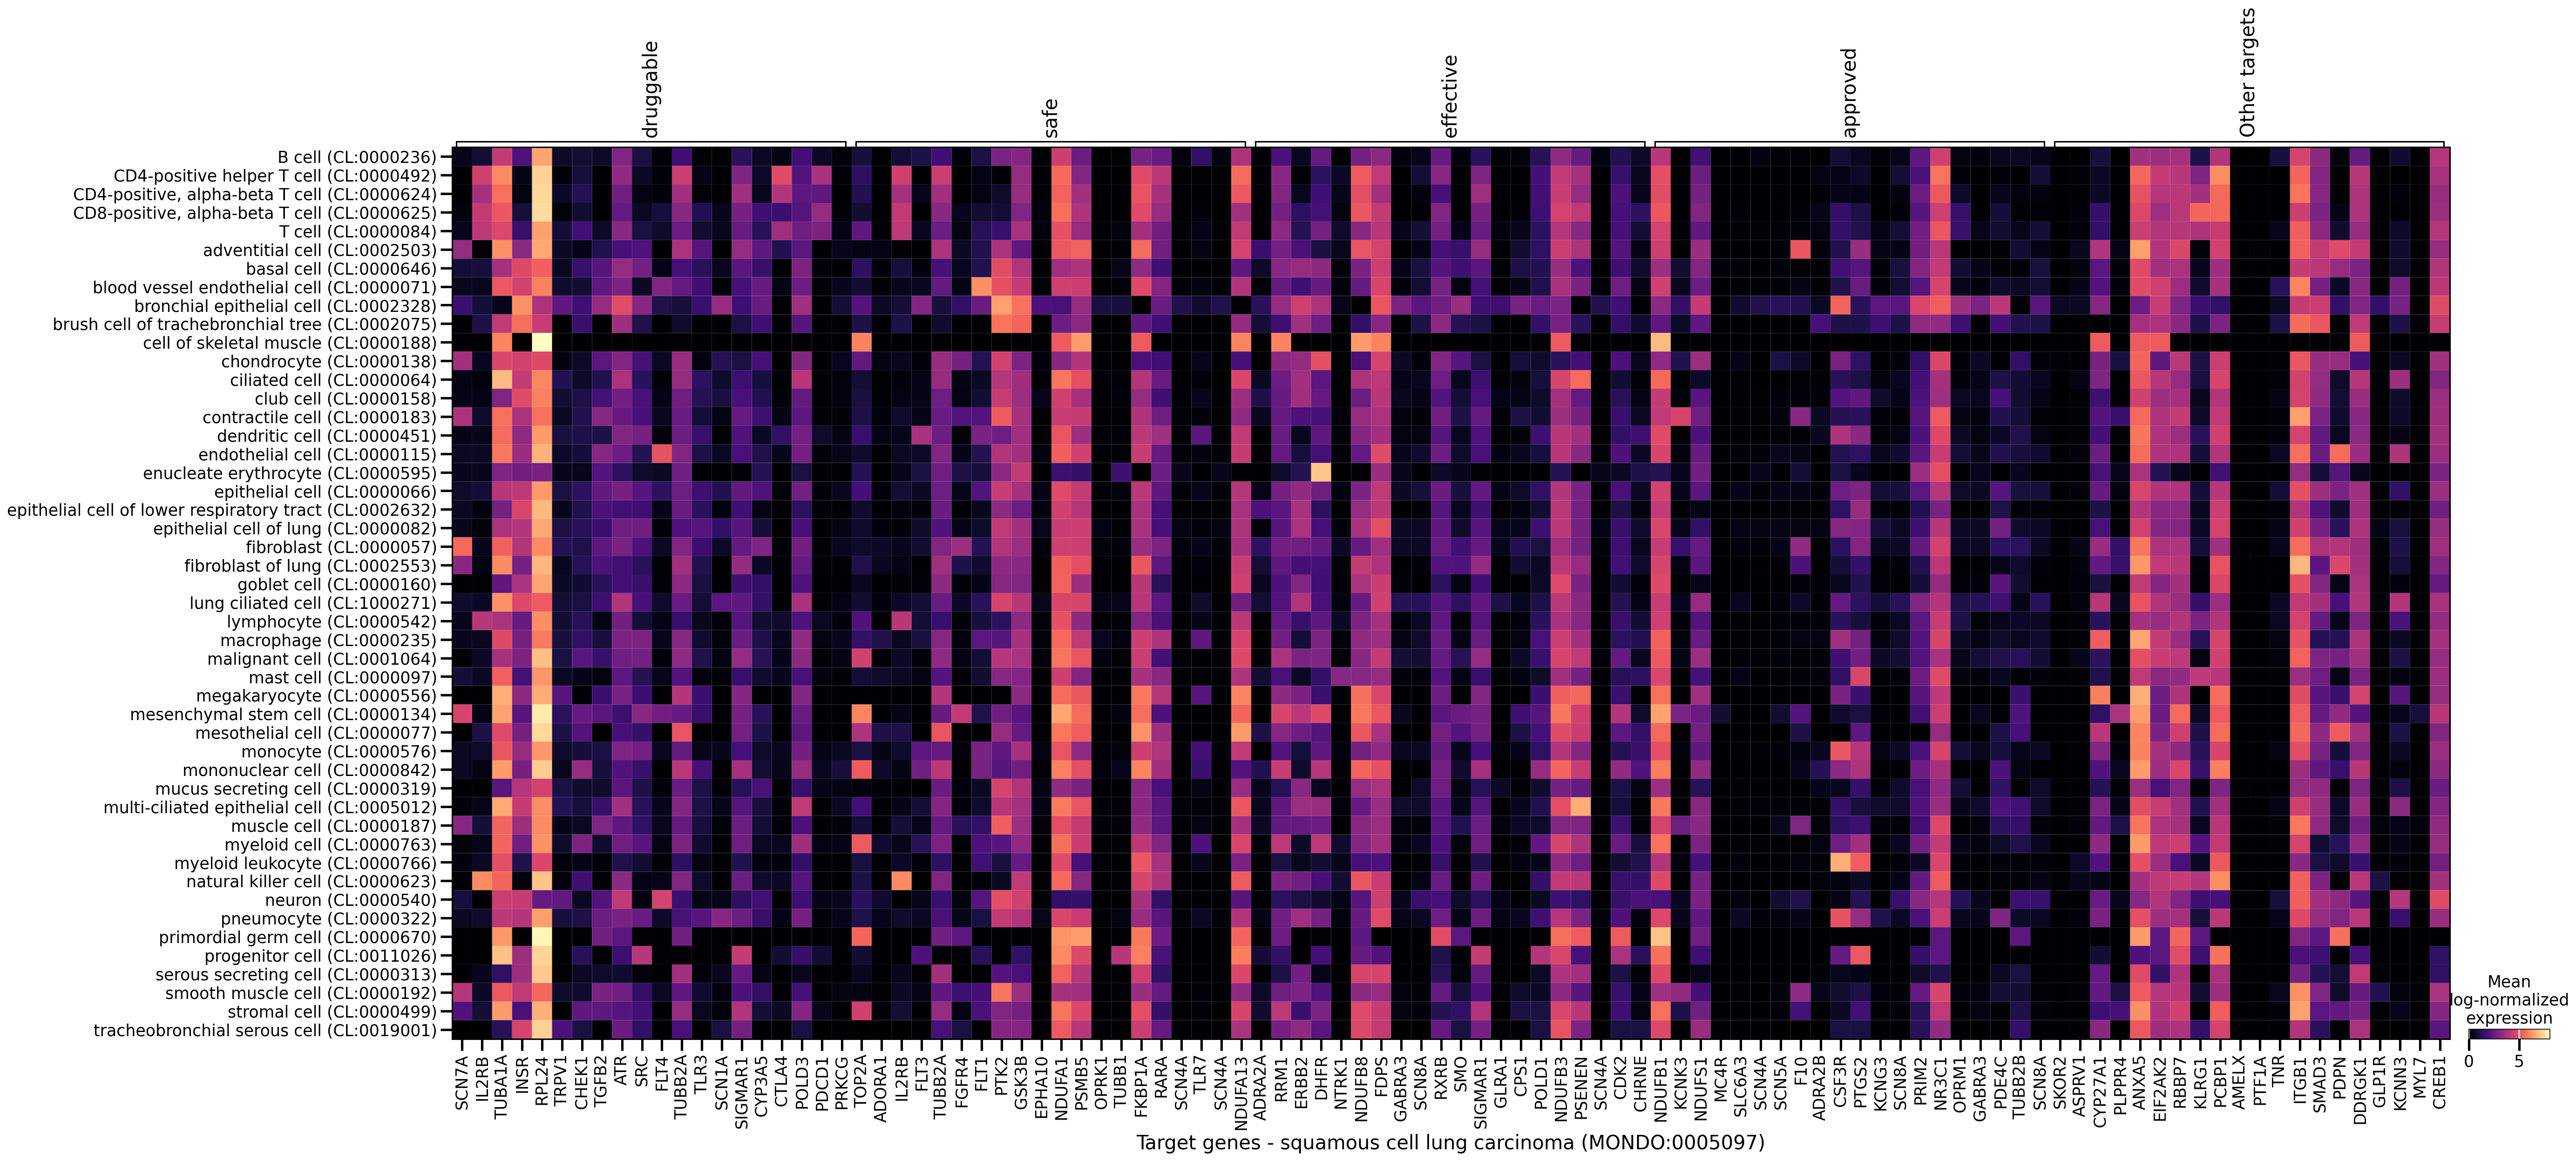 druggable
safe
effective
approved
Other targets
B cell (CL:0000236)
CD4-positive helper T cell (CL:0000492)
CD4-positive, alpha-beta T cell (CL:0000624)
CD8-positive, alpha-beta T cell (CL:0000625)
T cell (CL:0000084)
adventitial cell (CL:0002503)
basal cell (CL:0000646)
blood vessel endothelial cell (CL:0000071)
bronchial epithelial cell (CL:0002328)
brush cell of trachebronchial tree (CL:0002075)
cell of skeletal muscle (CL:0000188)
chondrocyte (CL:0000138)
ciliated cell (CL:0000064)
club cell (CL:0000158)
contractile cell (CL:0000183)
dendritic cell (CL:0000451)
endothelial cell (CL:0000115)
enucleate erythrocyte (CL:0000595)
epithelial cell (CL:0000066)
epithelial cell of lower respiratory tract (CL:0002632)
epithelial cell of lung (CL:0000082)
fibroblast (CL:0000057)
fibroblast of lung (CL:0002553)
goblet cell (CL:0000160)
lung ciliated cell (CL:1000271)
lymphocyte (CL:0000542)
macrophage (CL:0000235)
malignant cell (CL:0001064)
mast cell (CL:0000097)
megakaryocyte (CL:0000556)
mesenchymal stem cell (CL:0000134)
mesothelial cell (CL:0000077)
monocyte (CL:0000576)
mononuclear cell (CL:0000842)
mucus secreting cell (CL:0000319)
multi-ciliated epithelial cell (CL:0005012)
muscle cell (CL:0000187)
myeloid cell (CL:0000763)
myeloid leukocyte (CL:0000766)
natural killer cell (CL:0000623)
neuron (CL:0000540)
pneumocyte (CL:0000322)
primordial germ cell (CL:0000670)
progenitor cell (CL:0011026)
serous secreting cell (CL:0000313)
smooth muscle cell (CL:0000192)
stromal cell (CL:0000499)
tracheobronchial serous cell (CL:0019001)
SCN7A
IL2RB
TUBA1A
INSR
RPL24
TRPV1
CHEK1
TGFB2
ATR
SRC
FLT4
TUBB2A
TLR3
SCN1A
SIGMAR1
CYP3A5
CTLA4
POLD3
PDCD1
PRKCG
TOP2A
ADORA1
IL2RB
FLT3
TUBB2A
FGFR4
FLT1
PTK2
GSK3B
EPHA10
NDUFA1
PSMB5
OPRK1
TUBB1
FKBP1A
RARA
SCN4A
TLR7
SCN4A
NDUFA13
ADRA2A
RRM1
ERBB2
DHFR
NTRK1
NDUFB8
FDPS
GABRA3
SCN8A
RXRB
SMO
SIGMAR1
GLRA1
CPS1
POLD1
NDUFB3
PSENEN
SCN4A
CDK2
CHRNE
NDUFB1
KCNK3
NDUFS1
MC4R
SLC6A3
SCN4A
SCN5A
F10
ADRA2B
CSF3R
PTGS2
KCNG3
SCN8A
PRIM2
NR3C1
OPRM1
GABRA3
PDE4C
TUBB2B
SCN8A
SKOR2
ASPRV1
CYP27A1
PLPPR4
ANXA5
EIF2AK2
RBBP7
KLRG1
PCBP1
AMELX
PTF1A
TNR
ITGB1
SMAD3
PDPN
DDRGK1
GLP1R
KCNN3
MYL7
CREB1
Target genes - squamous cell lung carcinoma (MONDO:0005097)
Mean
log-normalized
expression
0 5